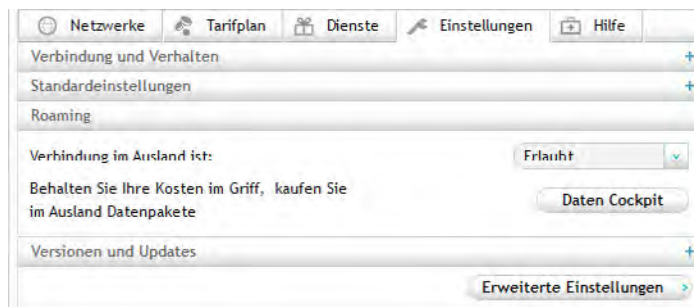 Netzwerke Tarifplan Dienste Einstellungen Hilfe
Verbindung und Verhalten +
Standardeinstellungen +
Roaming
Verbindung im Ausland ist: Erlaubt
Behalten Sie Ihre Kosten im Griff, kaufen Sie
im Ausland Datenpakete
Daten Cockpit
Versionen und Updates +
Erweiterte Einstellungen >